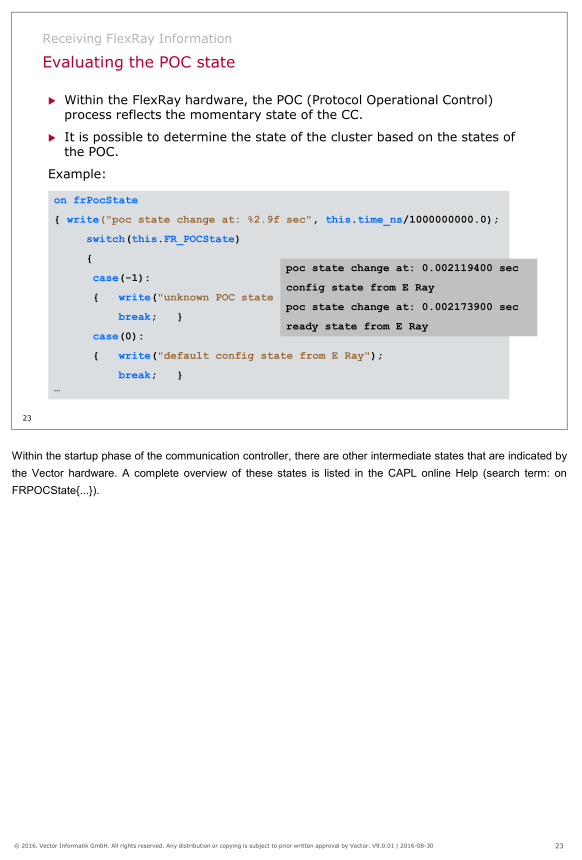 Receiving FlexRay Information
Evaluating the POC state
Within the FlexRay hardware, the POC (Protocol Operational Control)
process reflects the momentary state of the CC.
It is possible to determine the state of the cluster based on the states of
the POC.
Example:
on frPocState
{ write("poc state change at: %2.9f sec", this.time_ns/1000000000.0);
switch(this.FR_POCState)
{
case(-1):
{ write("unknown POC state
break; }
case(0):
{ write("default config state from E Ray");
break; }
…
poc state change at: 0.002119400 sec
config state from E Ray
poc state change at: 0.002173900 sec
ready state from E Ray
23
Within the startup phase of the communication controller, there are other intermediate states that are indicated by
the Vector hardware. A complete overview of these states is listed in the CAPL online Help (search term: on
FRPOCState{...}).
© 2016. Vector Informatik GmbH. All rights reserved. Any distribution or copying is subject to prior written approval by Vector. V9.0.01 | 2016-08-30
23